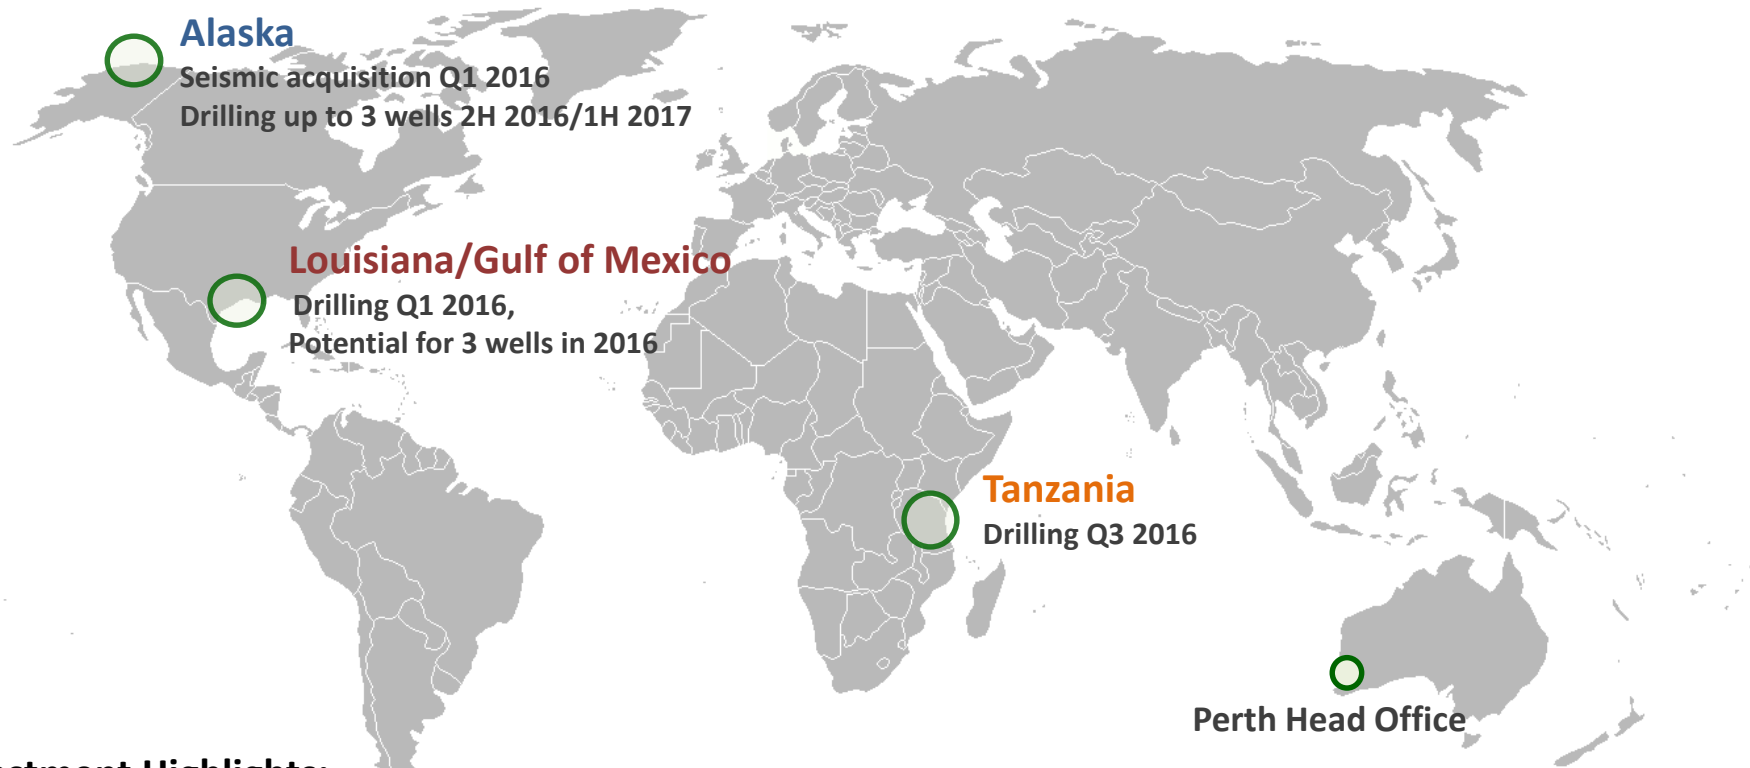 Alaska
Seismic acquisition Q1 2016
Drilling up to 3 wells 2H 2016/1H 2017
Louisiana/Gulf of Mexico
Drilling Q1 2016,
Potential for 3 wells in 2016
Tanzania
Drilling Q3 2016
Perth Head Office
Highlights: